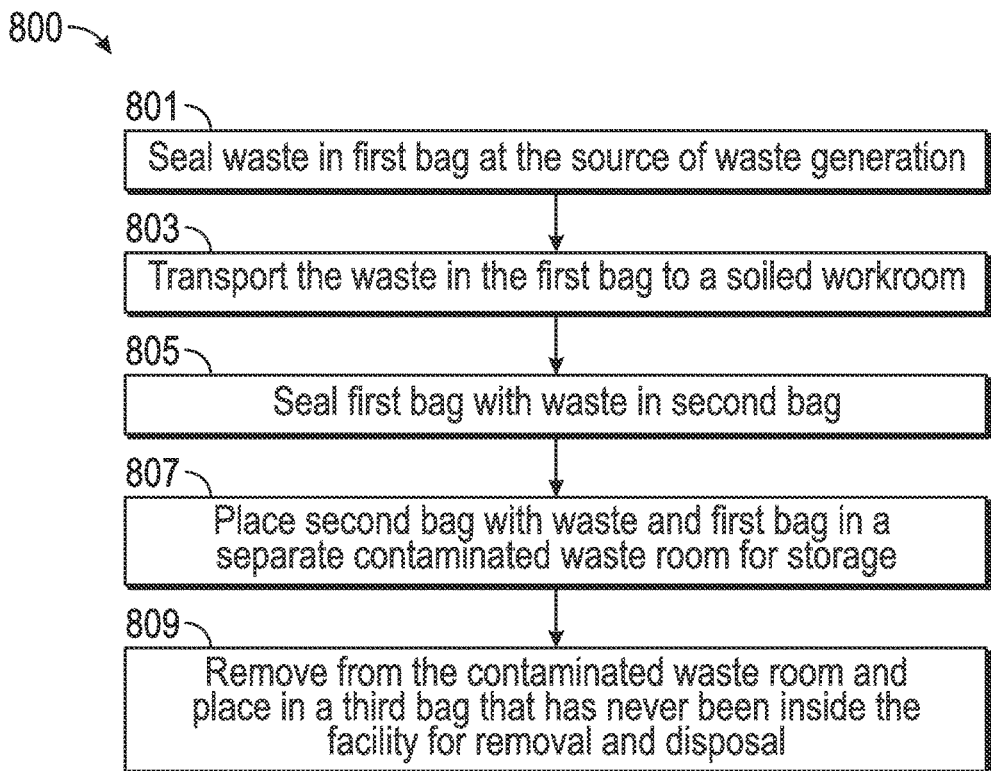 800
801
Seal waste in first bag at the source of waste generation
803
Transport the waste in the first bag to a soiled workroom
805
Seal first bag with waste in second bag
807
Place second bag with waste and first bag in a
separate contaminated waste room for storage
809
Remove from the contaminated waste room and
place in a third bag that has never been inside the
facility for removal and disposal